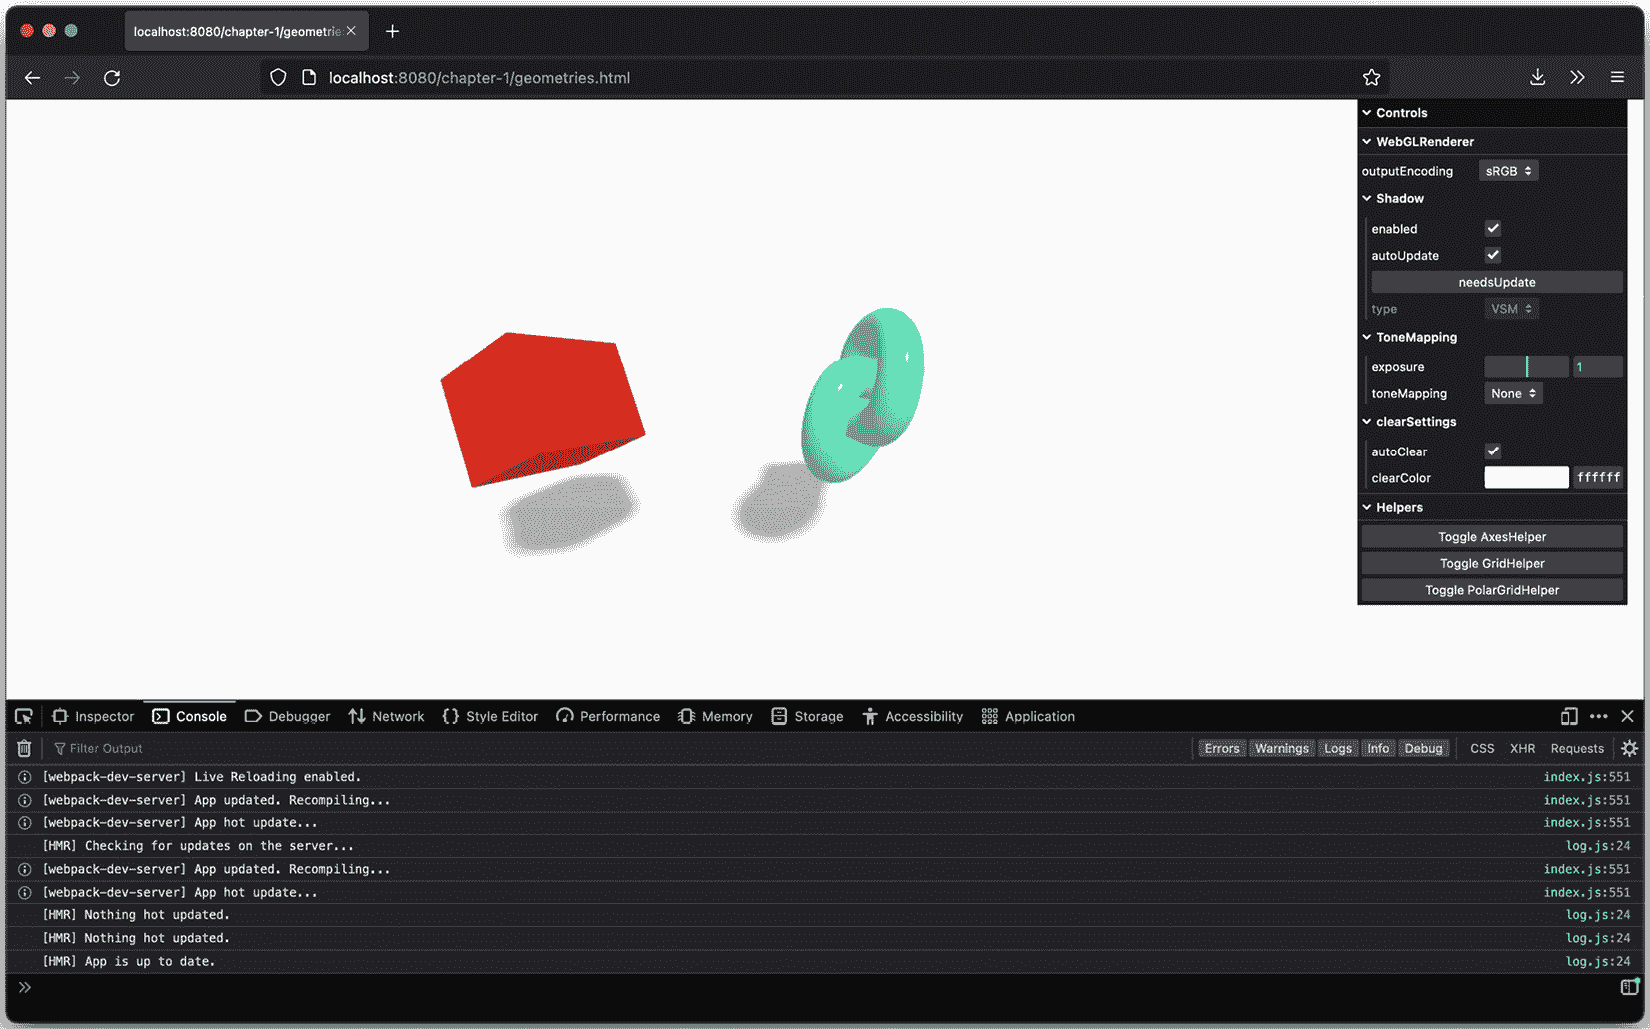 localhost:8080/chapter-1/geometrie
localhost:8080/chapter-1/geometries.html
Controls
WebGLRenderer
outputEncoding sRGB
Shadow
enabled
autoUpdate
needsUpdate
type VSM
ToneMapping
exposure 1
toneMapping None
clearSettings
autoClear
clearColor ffffff
Helpers
Toggle AxesHelper
Toggle GridHelper
Toggle PolarGridHelper
Inspector Console Debugger Network {} Style Editor Performance Memory Storage Accessibility Application
Filter Output Errors Warnings Logs Info Debug CSS XHR Requests
[webpack-dev-server] Live Reloading enabled. index.js:551
[webpack-dev-server] App updated. Recompiling... index.js:551
[webpack-dev-server] App hot update... index.js:551
[HMR] Checking for updates on the server... log.js:24
[webpack-dev-server] App updated. Recompiling... index.js:551
[webpack-dev-server] App hot update... index.js:551
[HMR] Nothing hot updated. log.js:24
[HMR] Nothing hot updated. log.js:24
[HMR] App is up to date. log.js:24